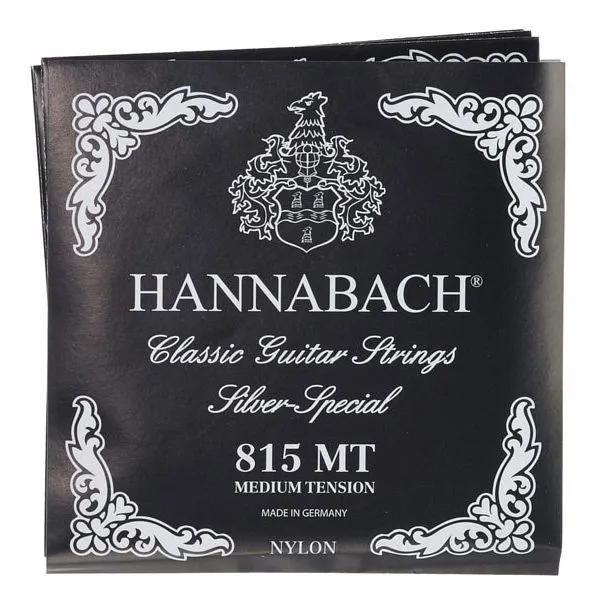 HANNABACH®
Classic Guitar Strings
Silver-Special
815 MT
MEDIUM TENSION
MADE IN GERMANY
NYLON